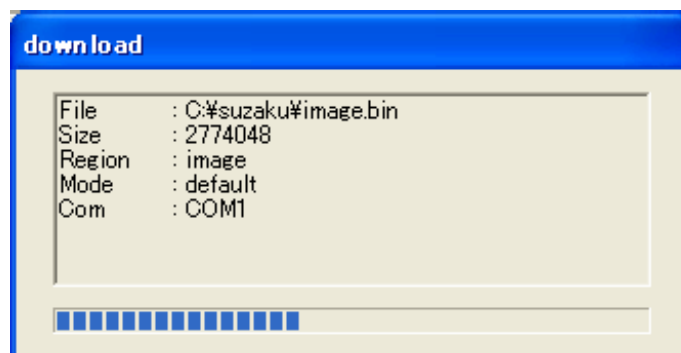 download
File : C:¥suzaku¥image.bin
Size : 2774048
Region : image
Mode : default
Com : COM1